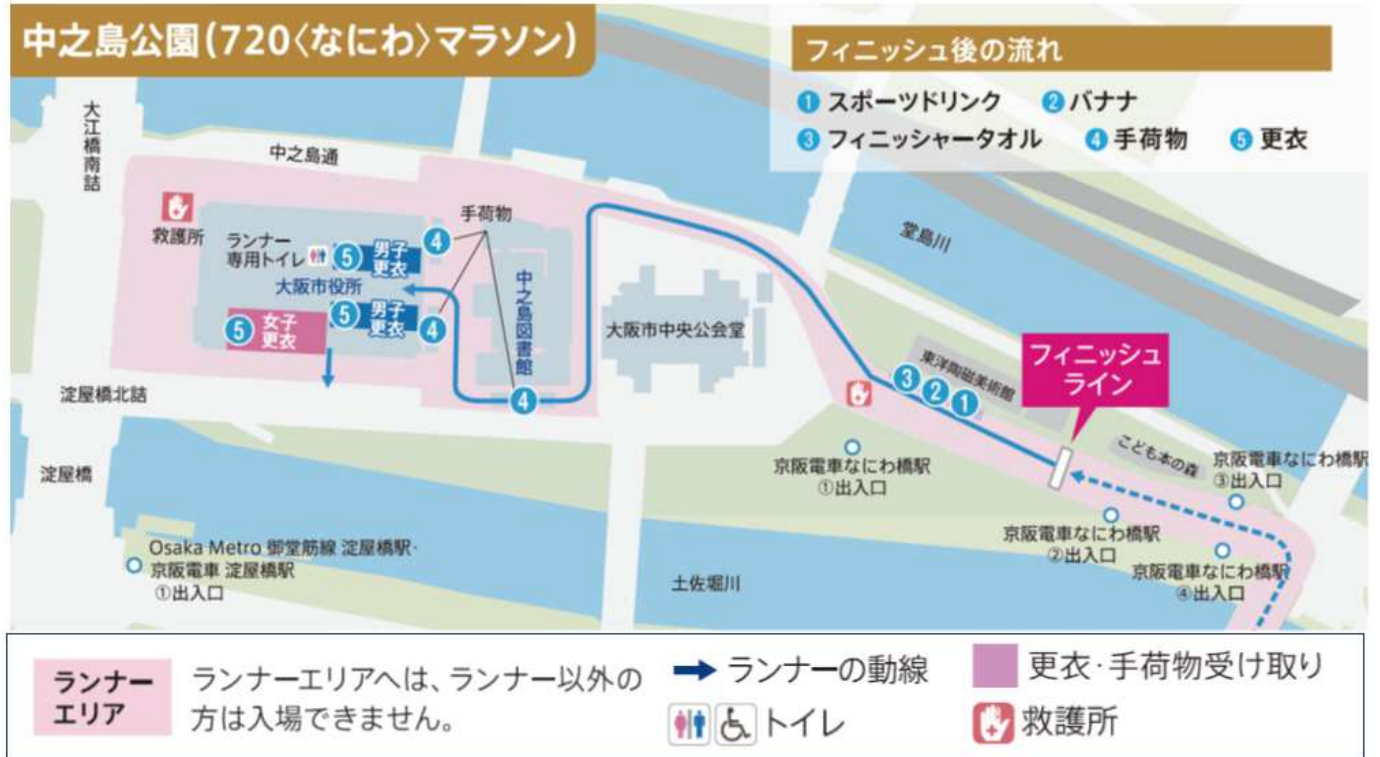 中之島公園(720〈なにわ〉マラソン)
フィニッシュ後の流れ
① スポーツドリンク ② バナナ
③ フィニッシャータオル ④ 手荷物 ⑤ 更衣
大江橋南詰
中之島通
堂島川
救護所
手荷物
ランナー
専用トイレ
⑤ 男子
更衣
④
大阪市役所
⑤ 男子
更衣
④
⑤ 女子
更衣
中之島図書館
④
大阪市中央公会堂
東洋陶磁美術館
③ ② ①
フィニッシュ
ライン
こども本の森
淀屋橋北詰
淀屋橋
京阪電車なにわ橋駅
①出入口
京阪電車なにわ橋駅
③出入口
京阪電車なにわ橋駅
②出入口
京阪電車なにわ橋駅
④出入口
Osaka Metro 御堂筋線 淀屋橋駅・
京阪電車 淀屋橋駅
①出入口
土佐堀川
ランナー
エリア
ランナーエリアへは、ランナー以外の
方は入場できません。
ランナーの動線
トイレ
更衣・手荷物受け取り
救護所